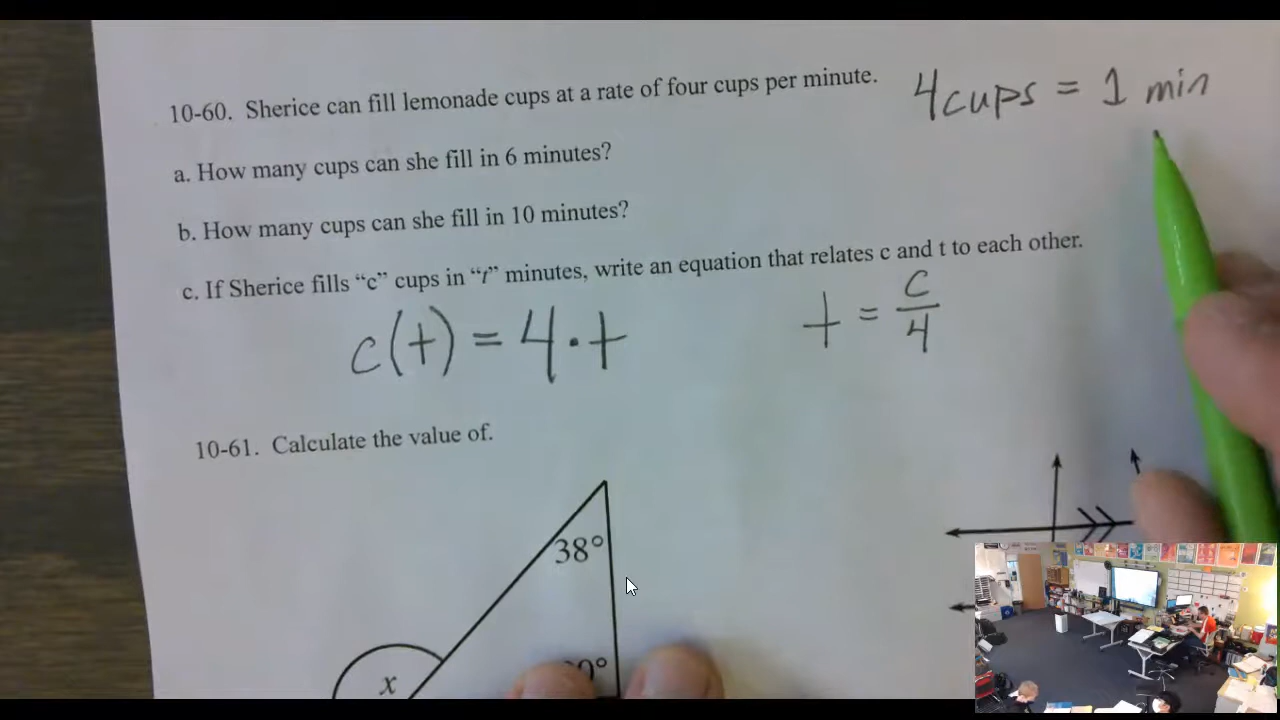 10-60. Sherice can fill lemonade cups at a rate of four cups per minute.
4 cups = 1 min
a. How many cups can she fill in 6 minutes?
b. How many cups can she fill in 10 minutes?
c. If Sherice fills “c” cups in “t” minutes, write an equation that relates c and t to each other.
c(t) = 4 · t
t = c/4
10-61. Calculate the value of.
38°
x